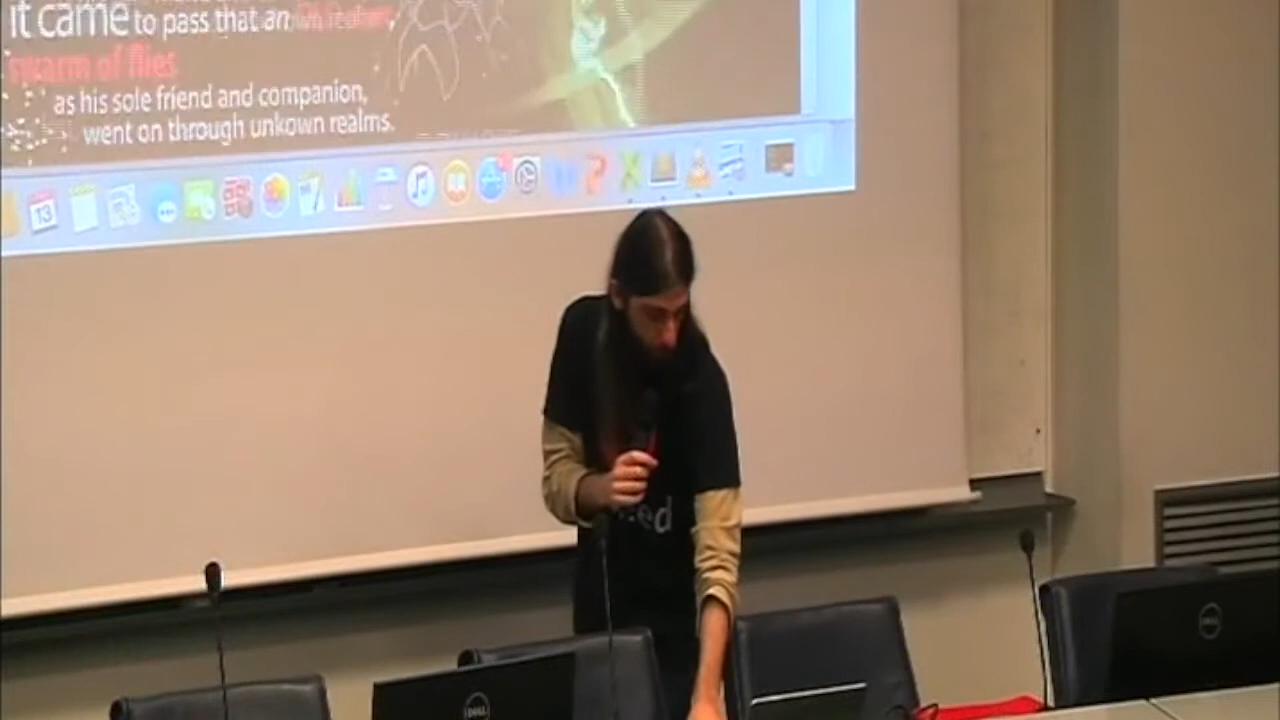 it came to pass that an
swarm of flies
as his sole friend and companion,
went on through unkown realms.
13
DELL
DELL